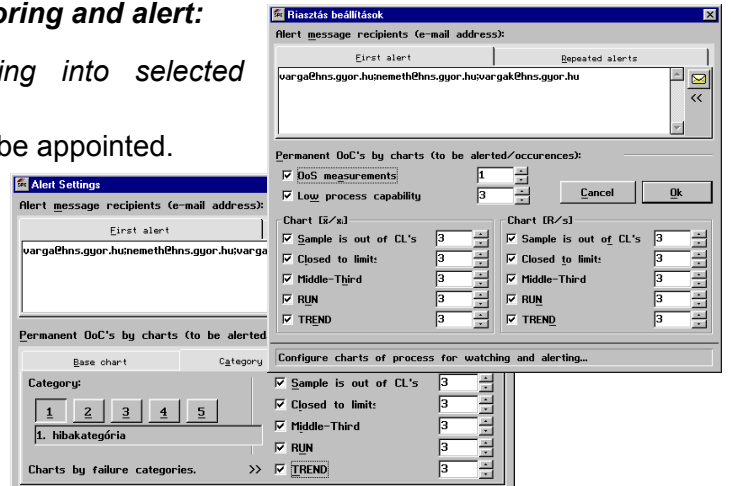 oring and alert:
ing into selected
be appointed.
Riasztás beállítások
Alert message recipients (e-mail address):
First alert
Repeated alerts
varga@hns.gyor.hu;nemeth@hns.gyor.hu;vargak@hns.gyor.hu
<<
Permanent OoC's by charts (to be alerted/occurences):
OoS measurements 1
Low process capability 3
Cancel
Ok
Chart [x̄/xᵢ]
Sample is out of CL's 3
Closed to limit: 3
Middle-Third 3
RUN 3
TREND 3
Chart [R/s]
Sample is out of CL's 3
Closed to limit: 3
Middle-Third 3
RUN 3
TREND 3
Configure charts of process for watching and alerting...
Alert Settings
Alert message recipients (e-mail address):
First alert
varga@hns.gyor.hu;nemeth@hns.gyor.hu;varga
Permanent OoC's by charts (to be alerted
Base chart
Category
Category:
1 2 3 4 5
1. hibakategória
Charts by failure categories. >>
Sample is out of CL's 3
Closed to limit: 3
Middle-Third 3
RUN 3
TREND 3